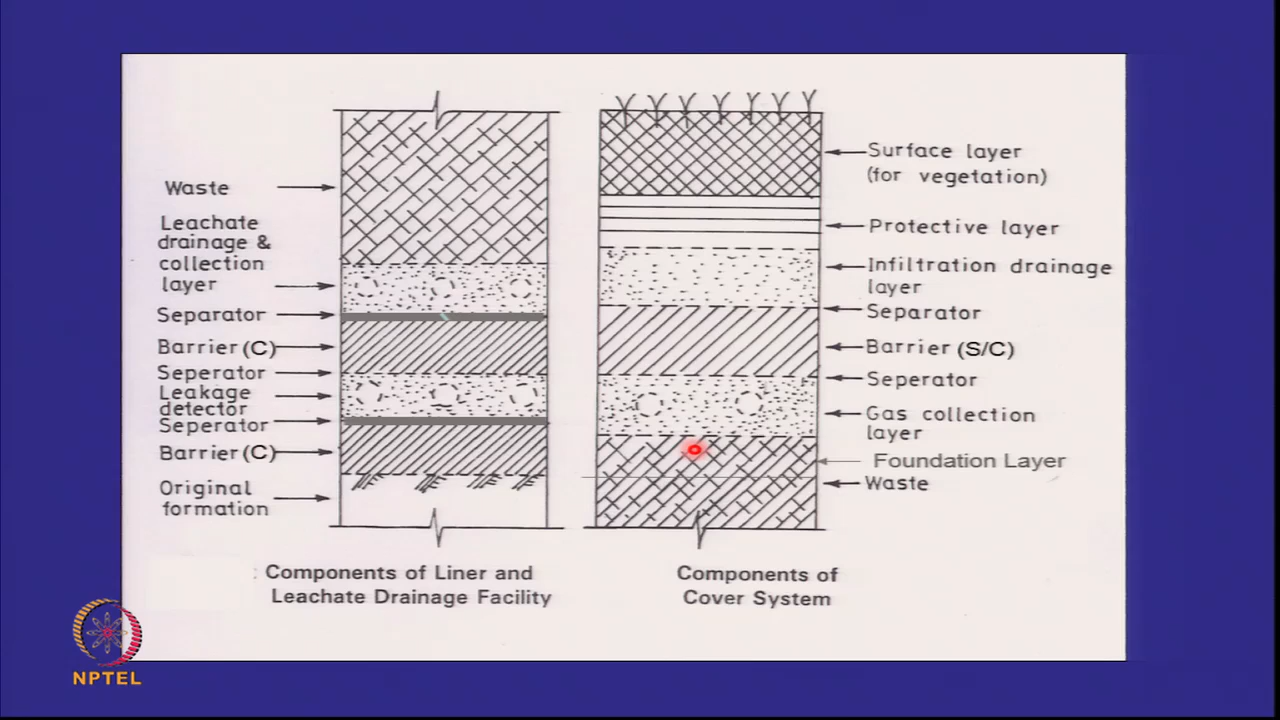 Waste
Leachate
drainage &
collection
layer
Separator
Barrier (C)
Seperator
Leakage
detector
Seperator
Barrier (C)
Original
formation
: Components of Liner and
Leachate Drainage Facility
Surface layer
(for vegetation)
Protective layer
Infiltration drainage
layer
Separator
Barrier (S/C)
Seperator
Gas collection
layer
Foundation Layer
Waste
Components of
Cover System
NPTEL